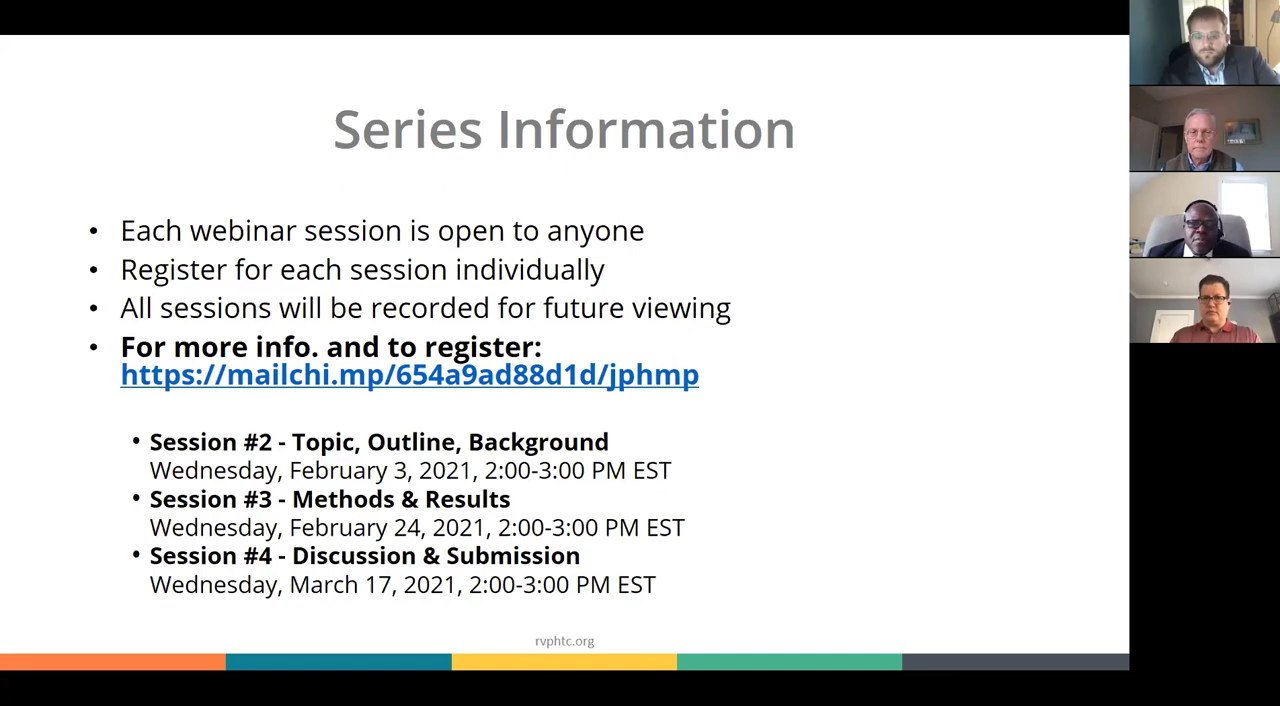 Series Information
• Each webinar session is open to anyone
• Register for each session individually
• All sessions will be recorded for future viewing
• For more info. and to register:
https://mailchi.mp/654a9ad88d1d/jphmp
• Session #2 - Topic, Outline, Background
Wednesday, February 3, 2021, 2:00-3:00 PM EST
• Session #3 - Methods & Results
Wednesday, February 24, 2021, 2:00-3:00 PM EST
• Session #4 - Discussion & Submission
Wednesday, March 17, 2021, 2:00-3:00 PM EST
rvphtc.org